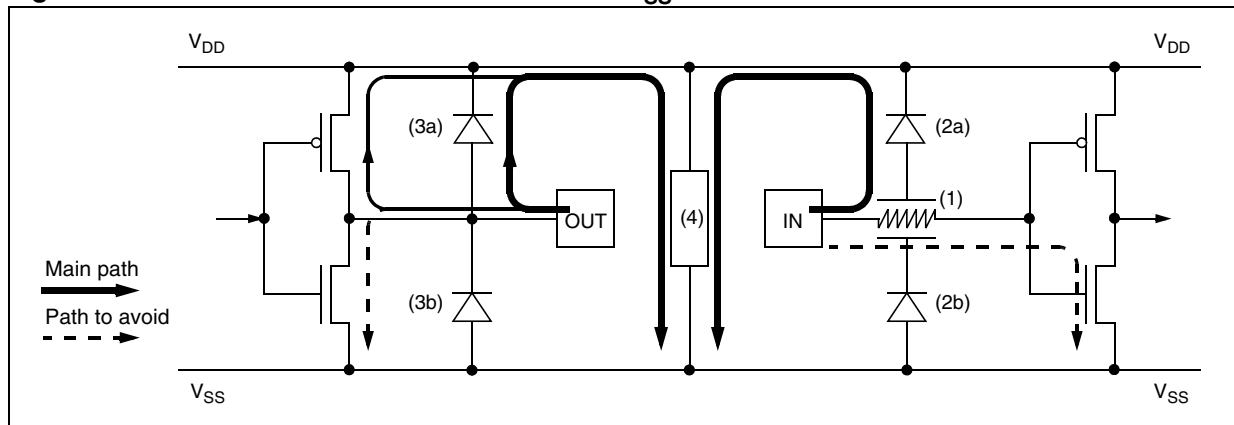 VDD
VDD
(3a)
(2a)
(1)
OUT
(4)
IN
Main path
(3b)
(2b)
Path to avoid
VSS
VSS